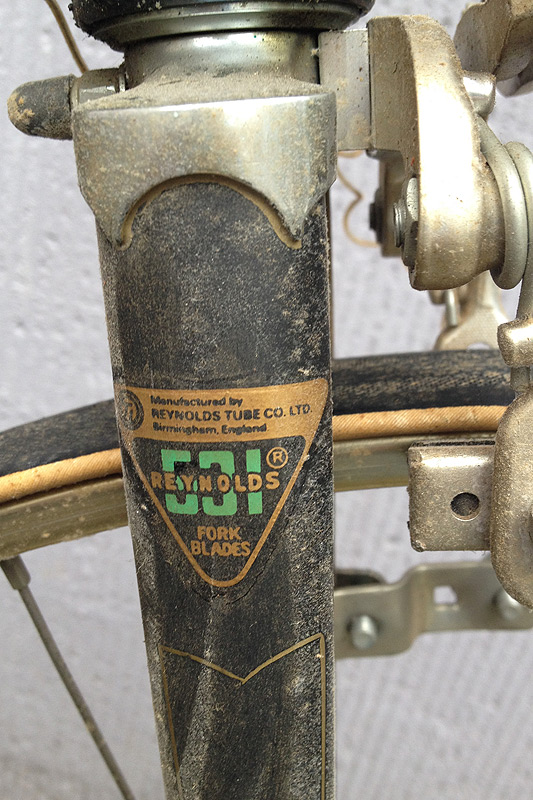 Manufactured by
REYNOLDS TUBE CO. LTD.
Birmingham, England
531 ®
REYNOLDS
FORK
BLADES